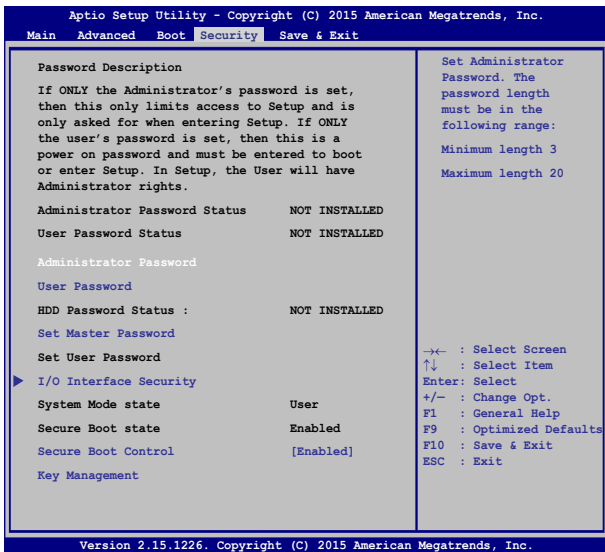 Aptio Setup Utility - Copyright (C) 2015 American Megatrends, Inc.
Main Advanced Boot Security Save & Exit
Password Description
If ONLY the Administrator's password is set,
then this only limits access to Setup and is
only asked for when entering Setup. If ONLY
the user's password is set, then this is a
power on password and must be entered to boot
or enter Setup. In Setup, the User will have
Administrator rights.
Administrator Password Status NOT INSTALLED
User Password Status NOT INSTALLED
Administrator Password
User Password
HDD Password Status : NOT INSTALLED
Set Master Password
Set User Password
I/O Interface Security
System Mode state User
Secure Boot state Enabled
Secure Boot Control [Enabled]
Key Management
Set Administrator
Password. The
password length
must be in the
following range:
Minimum length 3
Maximum length 20
→← : Select Screen
↑↓ : Select Item
Enter: Select
+/— : Change Opt.
F1 : General Help
F9 : Optimized Defaults
F10 : Save & Exit
ESC : Exit
Version 2.15.1226. Copyright (C) 2015 American Megatrends, Inc.